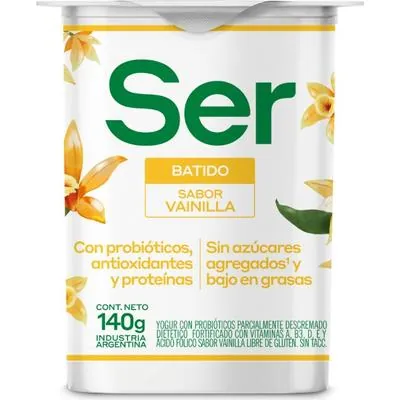 Ser
BATIDO
SABOR
VAINILLA
Con probióticos,
antioxidantes
y proteínas
Sin azúcares
agregados¹ y
bajo en grasas
CONT. NETO
140g
INDUSTRIA
ARGENTINA
YOGUR CON PROBIÓTICOS PARCIALMENTE DESCREMADO
DIETÉTICO FORTIFICADO CON VITAMINAS A, B3, D, E, Y
ÁCIDO FÓLICO SABOR VAINILLA LIBRE DE GLUTEN. SIN TACC.